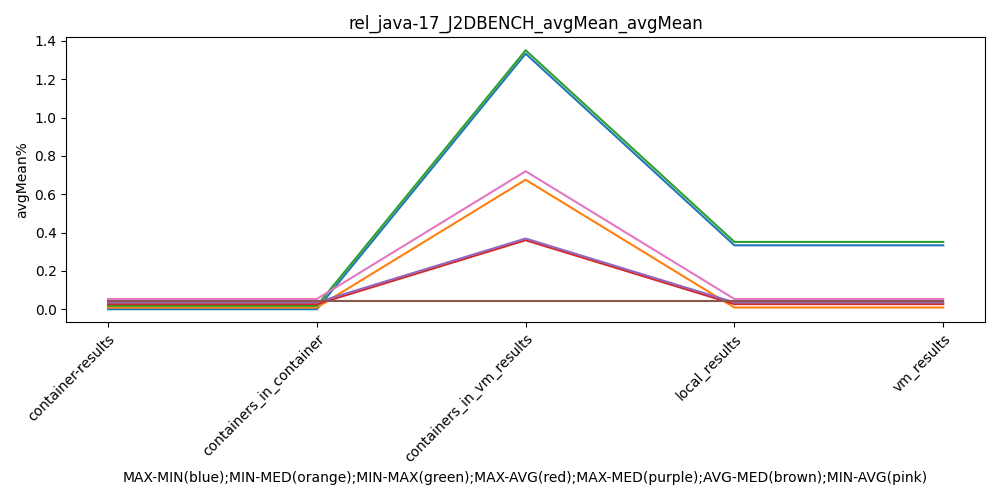 rel_java-17_J2DBENCH_avgMean_avgMean
avgMean%
1.4
1.2
1.0
0.8
0.6
0.4
0.2
0.0
container-results
containers_in_container
containers_in_vm_results
local_results
vm_results
MAX-MIN(blue);MIN-MED(orange);MIN-MAX(green);MAX-AVG(red);MAX-MED(purple);AVG-MED(brown);MIN-AVG(pink)